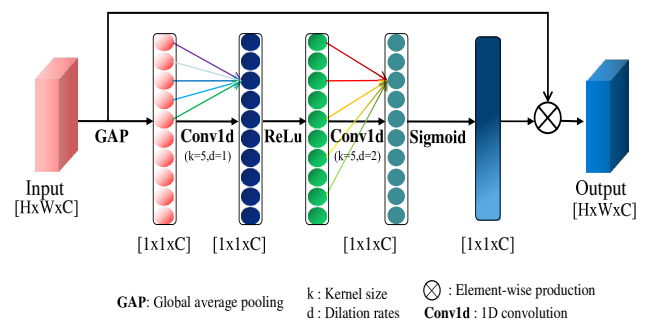 GAP
Conv1d
(k=5,d=1)
ReLu
Conv1d
(k=5,d=2)
Sigmoid
Input
[HxWxC]
Output
[HxWxC]
[1x1xC]
[1x1xC]
[1x1xC]
[1x1xC]
GAP: Global average pooling
k : Kernel size
d : Dilation rates
: Element-wise production
Conv1d : 1D convolution